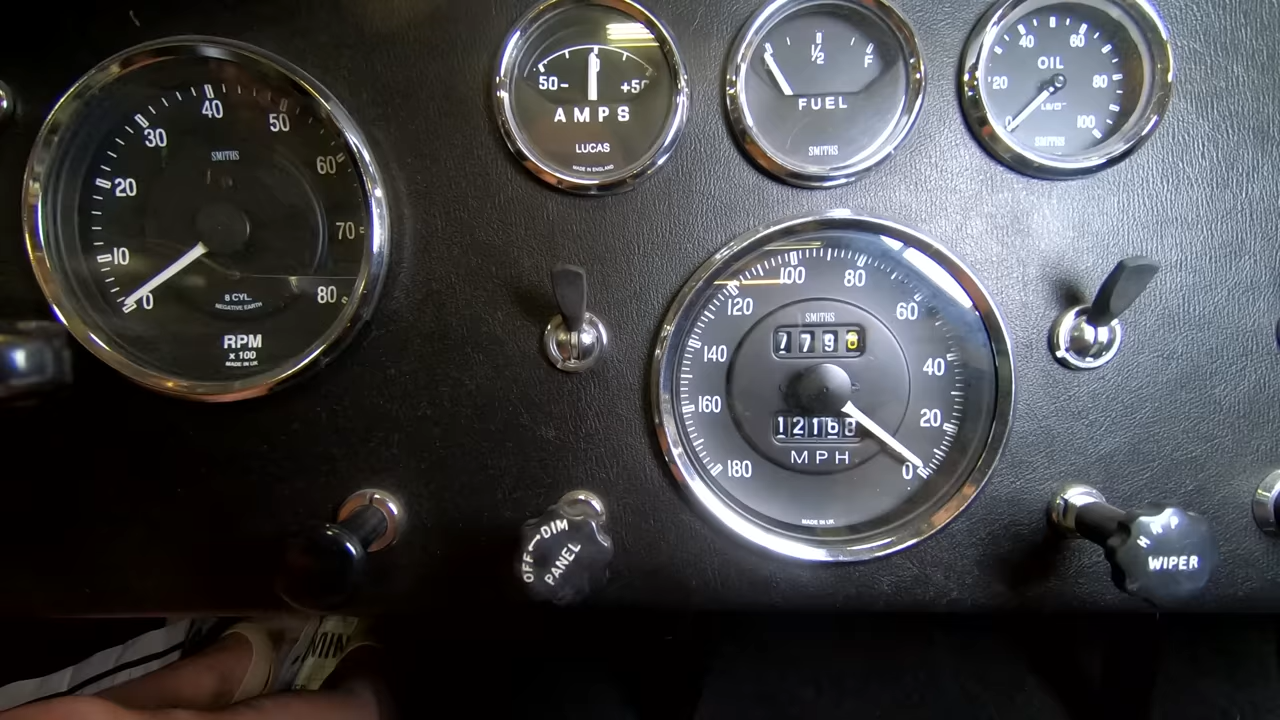 0 10 20 30 40 50 60 70 80
SMITHS
8 CYL.
NEGATIVE EARTH
RPM
x 100
MADE IN UK
50- 0 +50
AMPS
LUCAS
MADE IN ENGLAND
½ F
FUEL
SMITHS
0 20 40 60 80 100
OIL
LB/□"
SMITHS
0 20 40 60 80 100 120 140 160 180
SMITHS
7798
12168
MPH
MADE IN UK
OFF—DIM
PANEL
H N P
WIPER